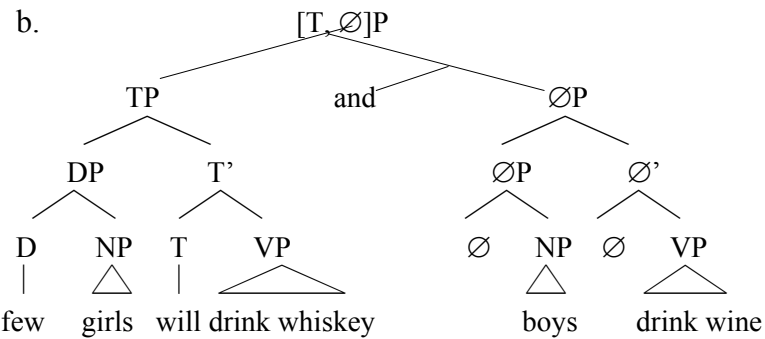 b. [T, ∅]P
TP and ∅P
DP T’ ∅P ∅’
D NP T VP ∅ NP ∅ VP
few girls will drink whiskey boys drink wine